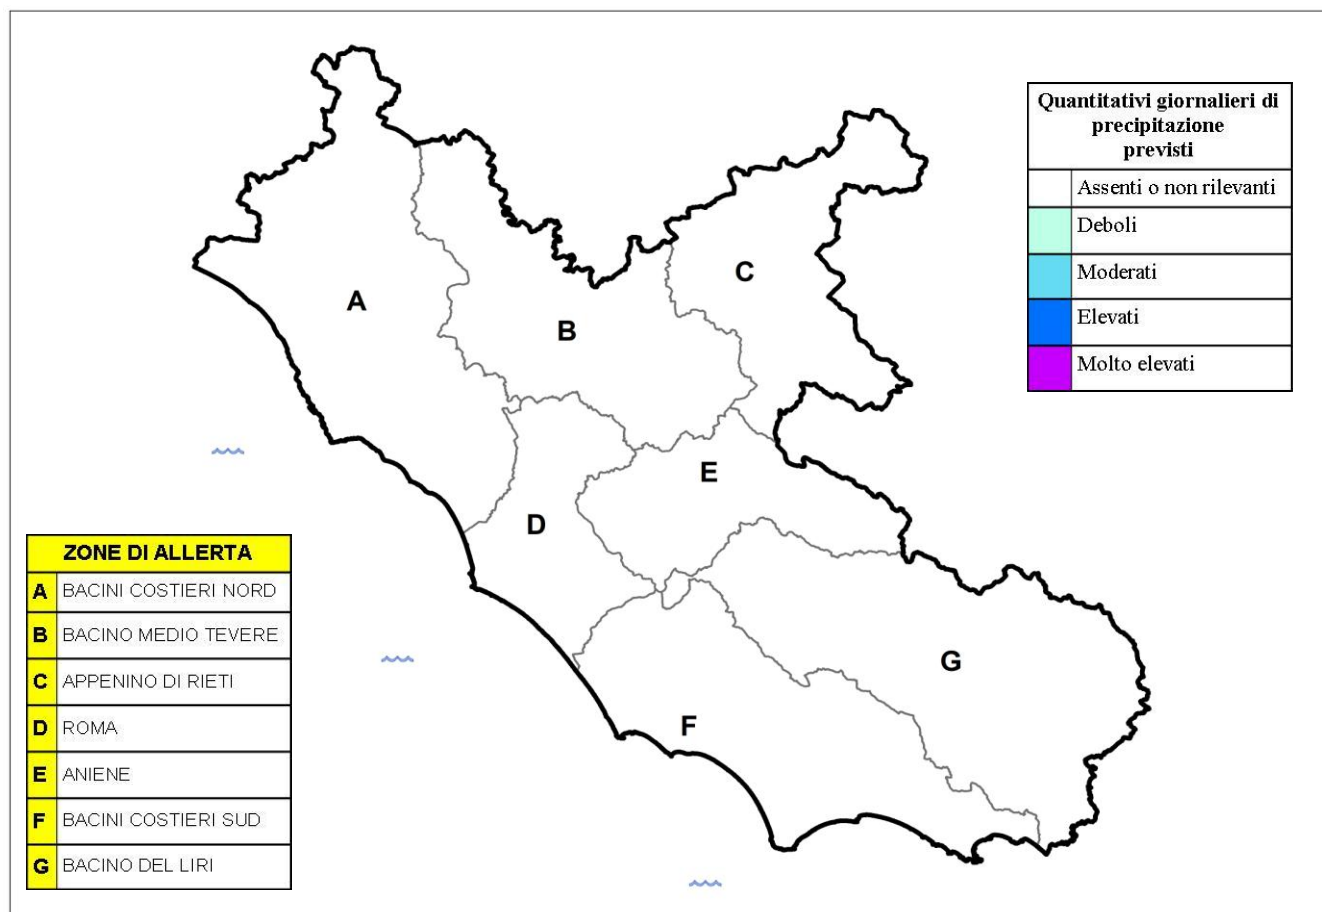 Quantitativi giornalieri di
precipitazione
previsti
Assenti o non rilevanti
Deboli
Moderati
Elevati
Molto elevati
A
B
C
D
E
F
G
ZONE DI ALLERTA
A BACINI COSTIERI NORD
B BACINO MEDIO TEVERE
C APPENINO DI RIETI
D ROMA
E ANIENE
F BACINI COSTIERI SUD
G BACINO DEL LIRI